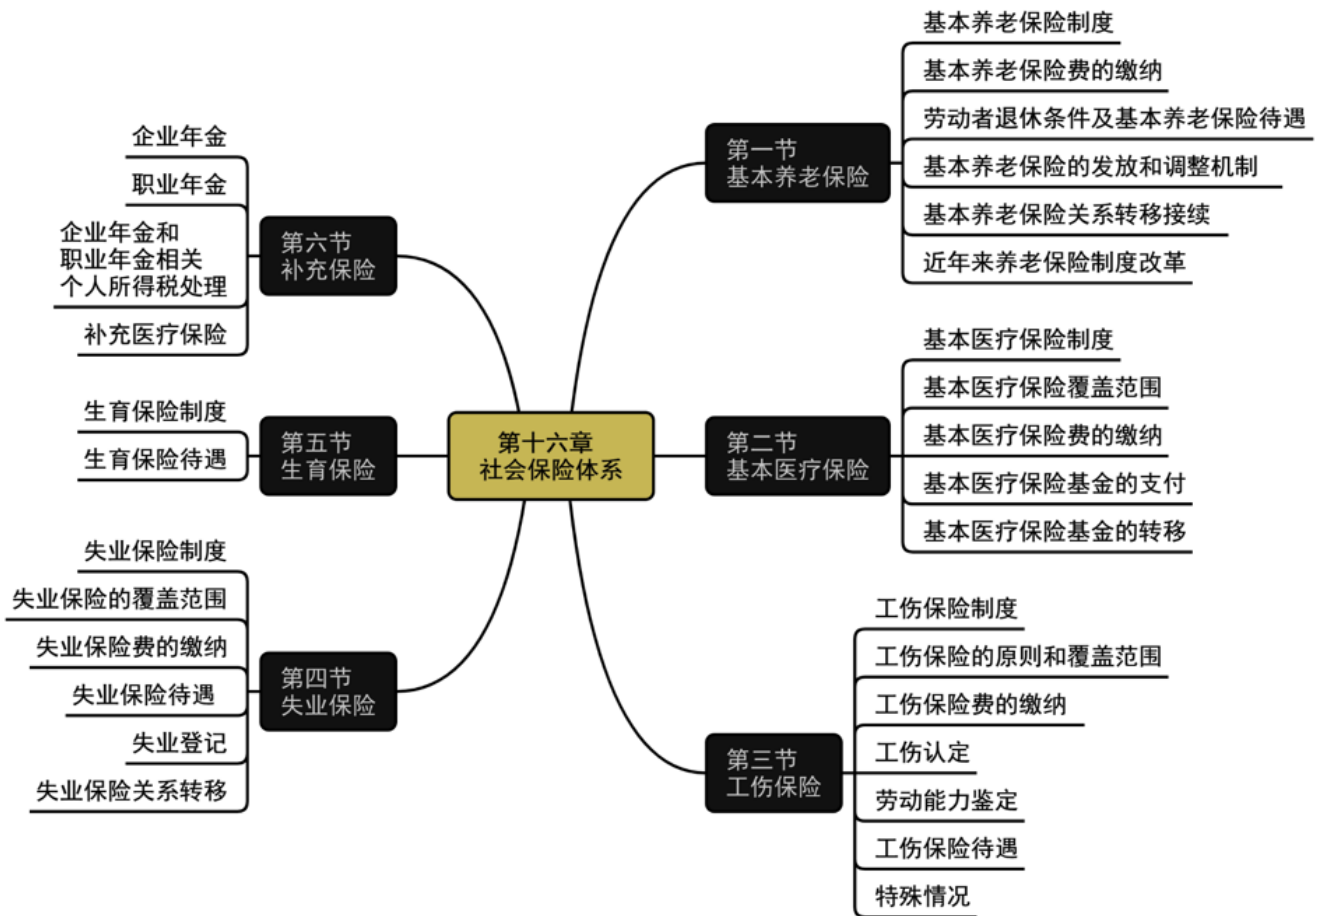 第十六章
社会保险体系
第一节
基本养老保险
基本养老保险制度
基本养老保险费的缴纳
劳动者退休条件及基本养老保险待遇
基本养老保险的发放和调整机制
基本养老保险关系转移接续
近年来养老保险制度改革
第二节
基本医疗保险
基本医疗保险制度
基本医疗保险覆盖范围
基本医疗保险费的缴纳
基本医疗保险基金的支付
基本医疗保险基金的转移
第三节
工伤保险
工伤保险制度
工伤保险的原则和覆盖范围
工伤保险费的缴纳
工伤认定
劳动能力鉴定
工伤保险待遇
特殊情况
第四节
失业保险
失业保险制度
失业保险的覆盖范围
失业保险费的缴纳
失业保险待遇
失业登记
失业保险关系转移
第五节
生育保险
生育保险制度
生育保险待遇
第六节
补充保险
企业年金
职业年金
企业年金和
职业年金相关
个人所得税处理
补充医疗保险